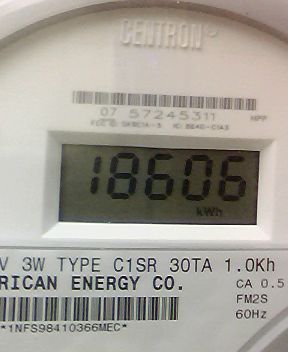 CENTRON®
07 57245311
NPP
18606
kWh
V 3W TYPE C1SR 30TA 1.0Kh
RICAN ENERGY CO.
CA 0.5
FM2S
60Hz
*1NFS98410366MEC*